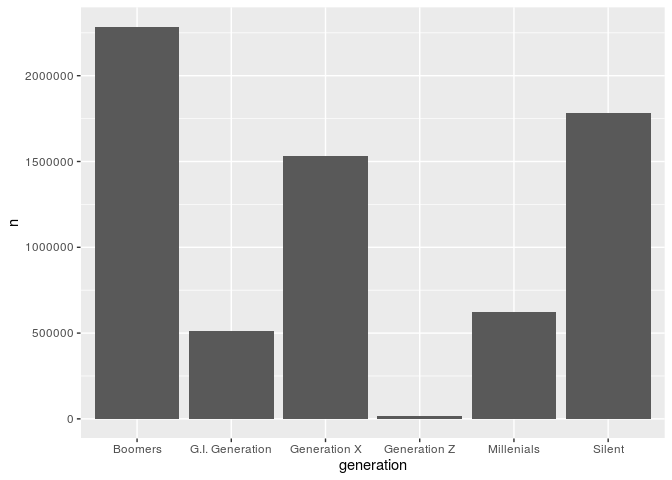 2000000
1500000
1000000
500000
0
n
Boomers G.I. Generation Generation X Generation Z Millenials Silent
generation